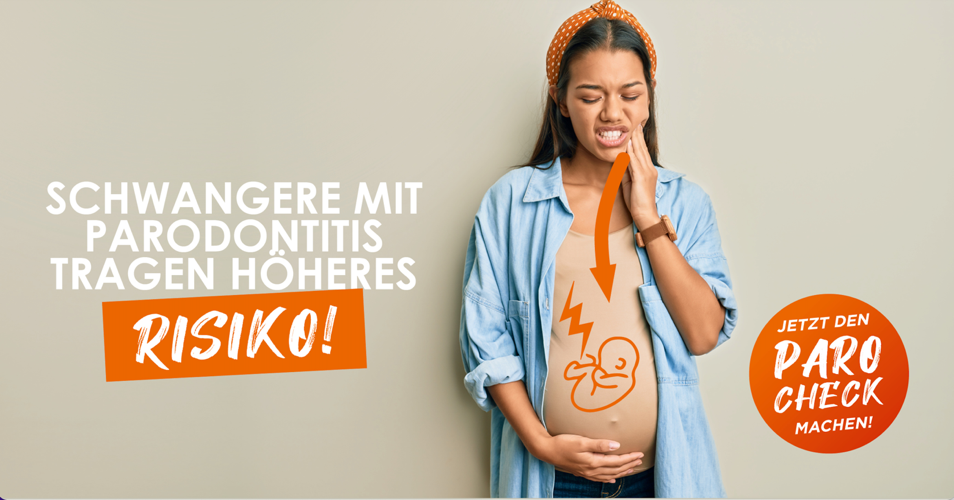 SCHWANGERE MIT
PARODONTITIS
TRAGEN HÖHERES
RISIKO!
JETZT DEN
PARO
CHECK
MACHEN!